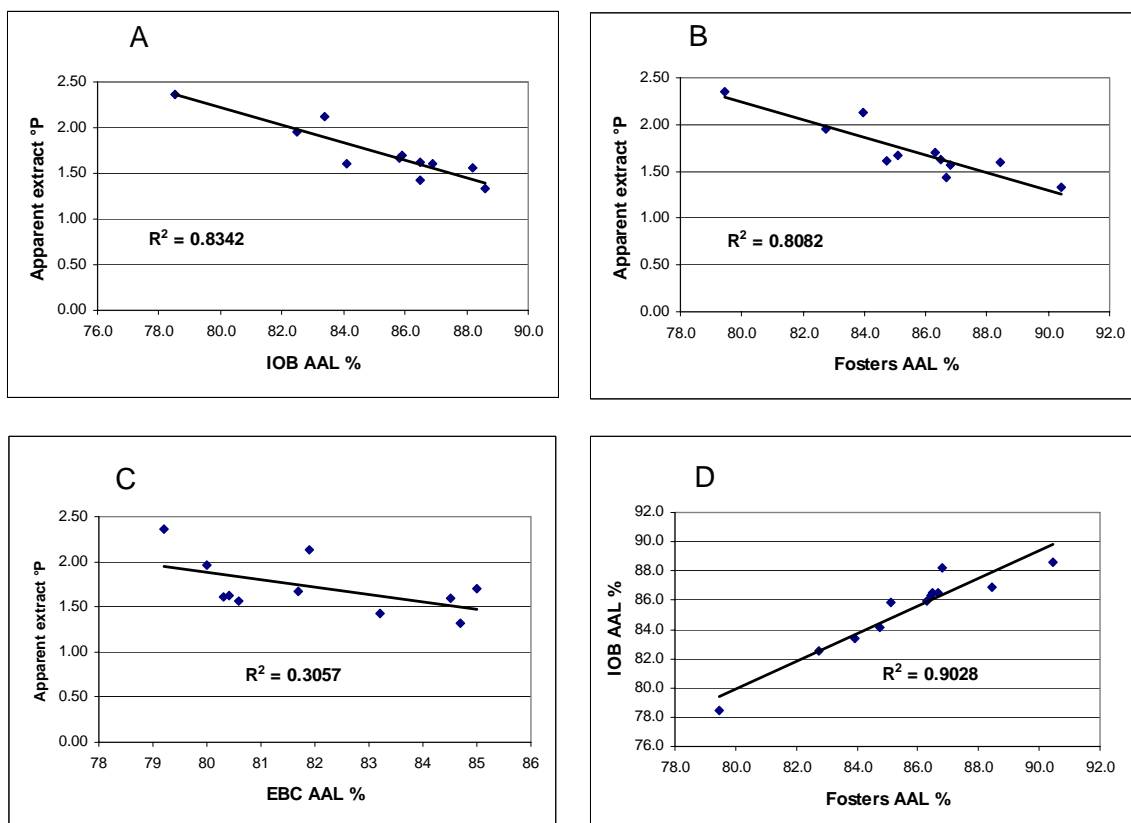 A
2.50
2.00
1.50
1.00
0.50
0.00
Apparent extract °P
R² = 0.8342
76.0 78.0 80.0 82.0 84.0 86.0 88.0 90.0
IOB AAL %
B
2.50
2.00
1.50
1.00
0.50
0.00
Apparent extract °P
R² = 0.8082
78.0 80.0 82.0 84.0 86.0 88.0 90.0 92.0
Fosters AAL %
C
2.50
2.00
1.50
1.00
0.50
0.00
Apparent extract °P
R² = 0.3057
78 79 80 81 82 83 84 85 86
EBC AAL %
D
92.0
90.0
88.0
86.0
84.0
82.0
80.0
78.0
76.0
IOB AAL %
R² = 0.9028
78.0 80.0 82.0 84.0 86.0 88.0 90.0 92.0
Fosters AAL %